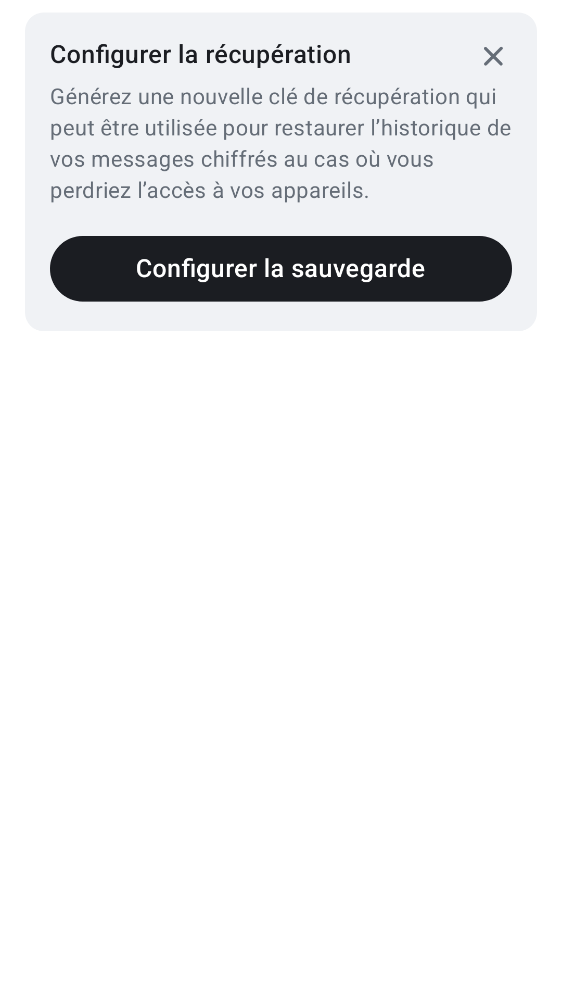 Configurer la récupération
Générez une nouvelle clé de récupération qui
peut être utilisée pour restaurer l’historique de
vos messages chiffrés au cas où vous
perdriez l’accès à vos appareils.
Configurer la sauvegarde